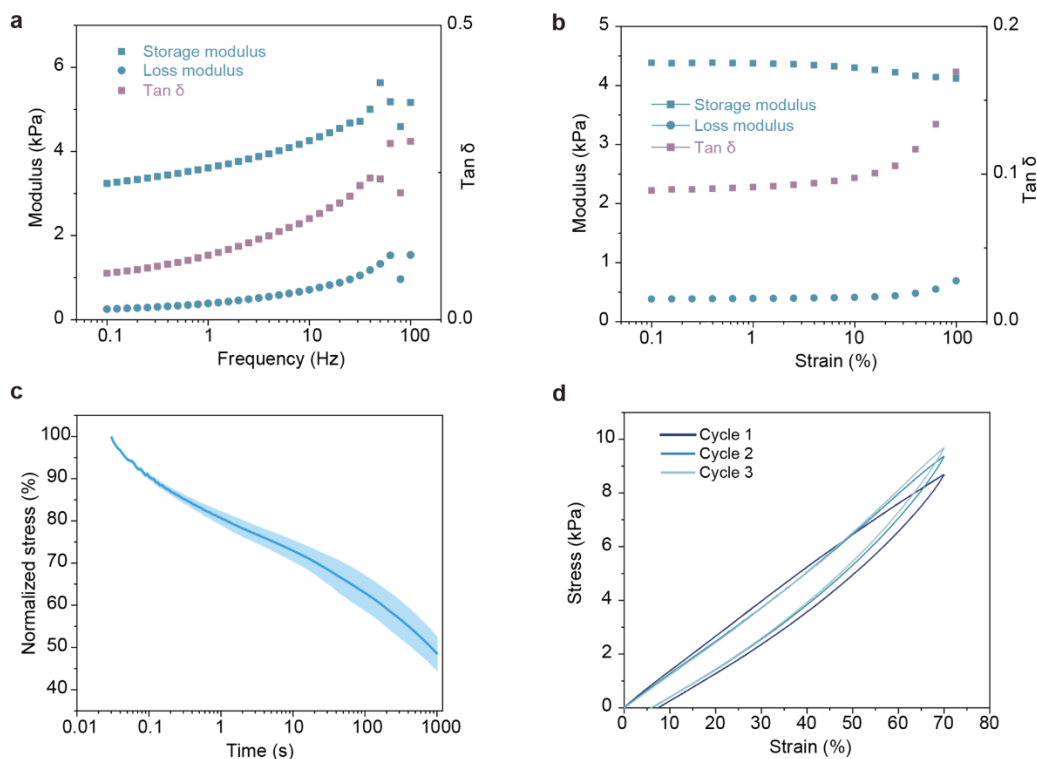 a
Storage modulus
Loss modulus
Tan δ
Modulus (kPa)
6
4
2
0
0.5
0.0
Tan δ
0.1
1
10
100
Frequency (Hz)
b
Storage modulus
Loss modulus
Tan δ
Modulus (kPa)
5
4
3
2
1
0
0.2
0.1
0.0
Tan δ
0.1
1
10
100
Strain (%)
c
Normalized stress (%)
100
90
80
70
60
50
40
0.01
0.1
1
10
100
1000
Time (s)
d
Cycle 1
Cycle 2
Cycle 3
Stress (kPa)
10
8
6
4
2
0
0
10
20
30
40
50
60
70
80
Strain (%)